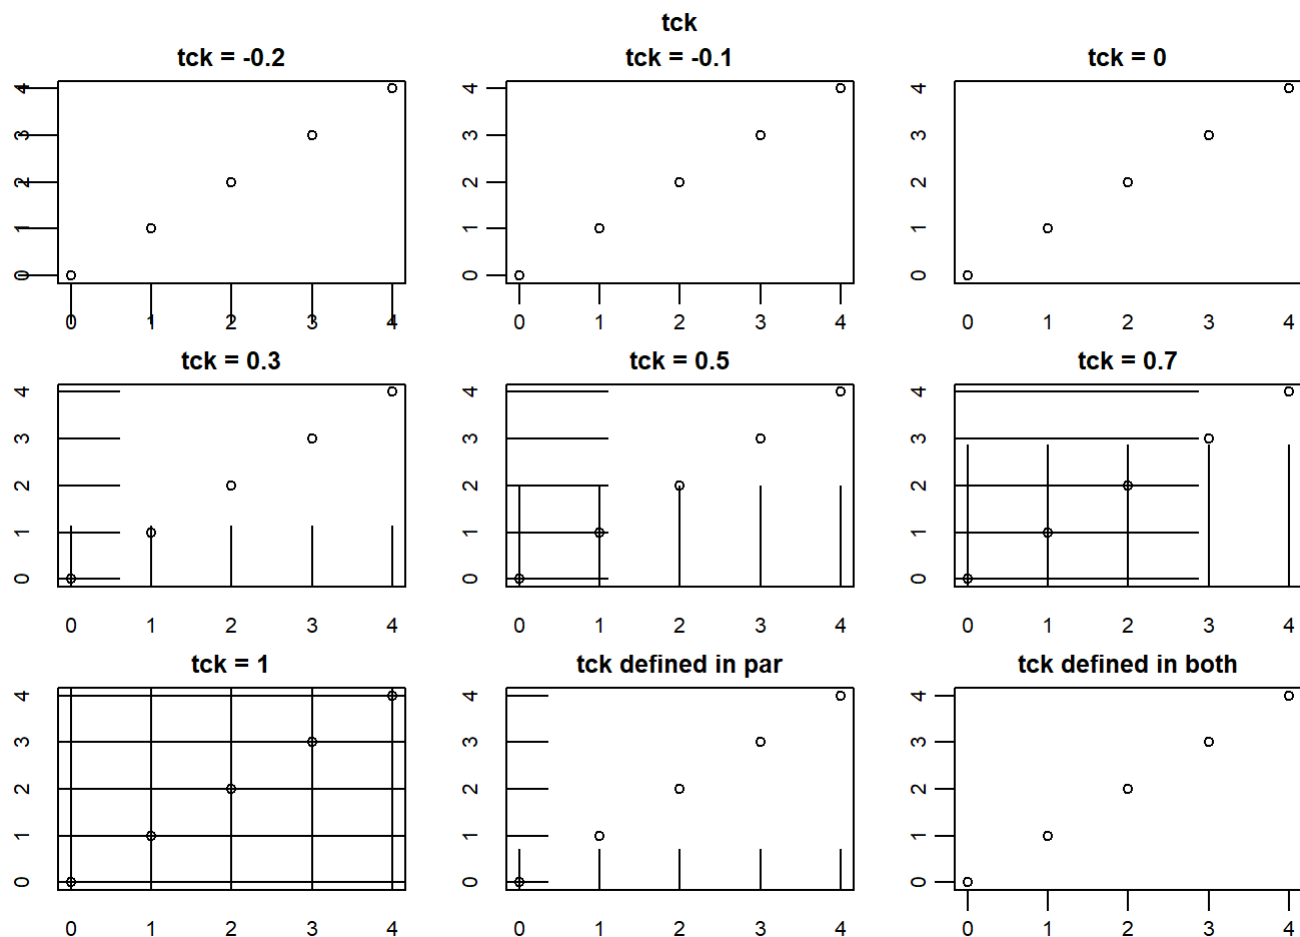 tck
tck = -0.2
tck = -0.1
tck = 0
4
3
2
1
0
0 1 2 3 4
4
3
2
1
0
0 1 2 3 4
4
3
2
1
0
0 1 2 3 4
tck = 0.3
tck = 0.5
tck = 0.7
4
3
2
1
0
0 1 2 3 4
4
3
2
1
0
0 1 2 3 4
4
3
2
1
0
0 1 2 3 4
tck = 1
tck defined in par
tck defined in both
4
3
2
1
0
0 1 2 3 4
4
3
2
1
0
0 1 2 3 4
4
3
2
1
0
0 1 2 3 4